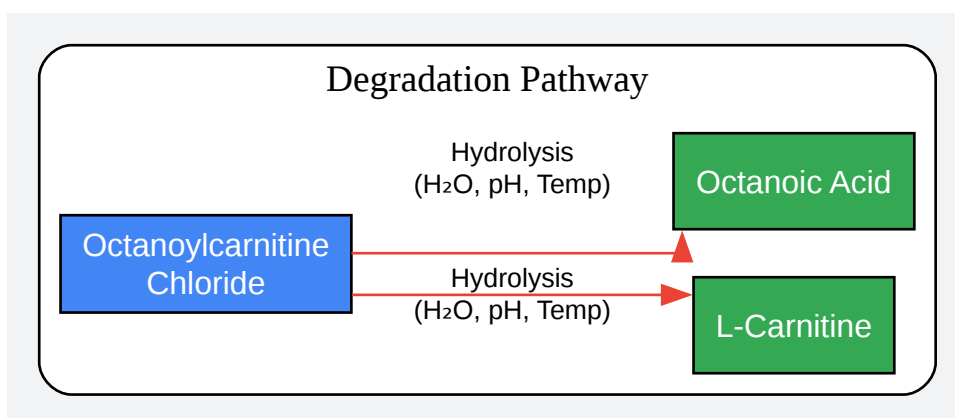 Degradation Pathway
Hydrolysis
(H₂O, pH, Temp)
Octanoic Acid
Octanoylcarnitine
Chloride
Hydrolysis
(H₂O, pH, Temp)
L-Carnitine